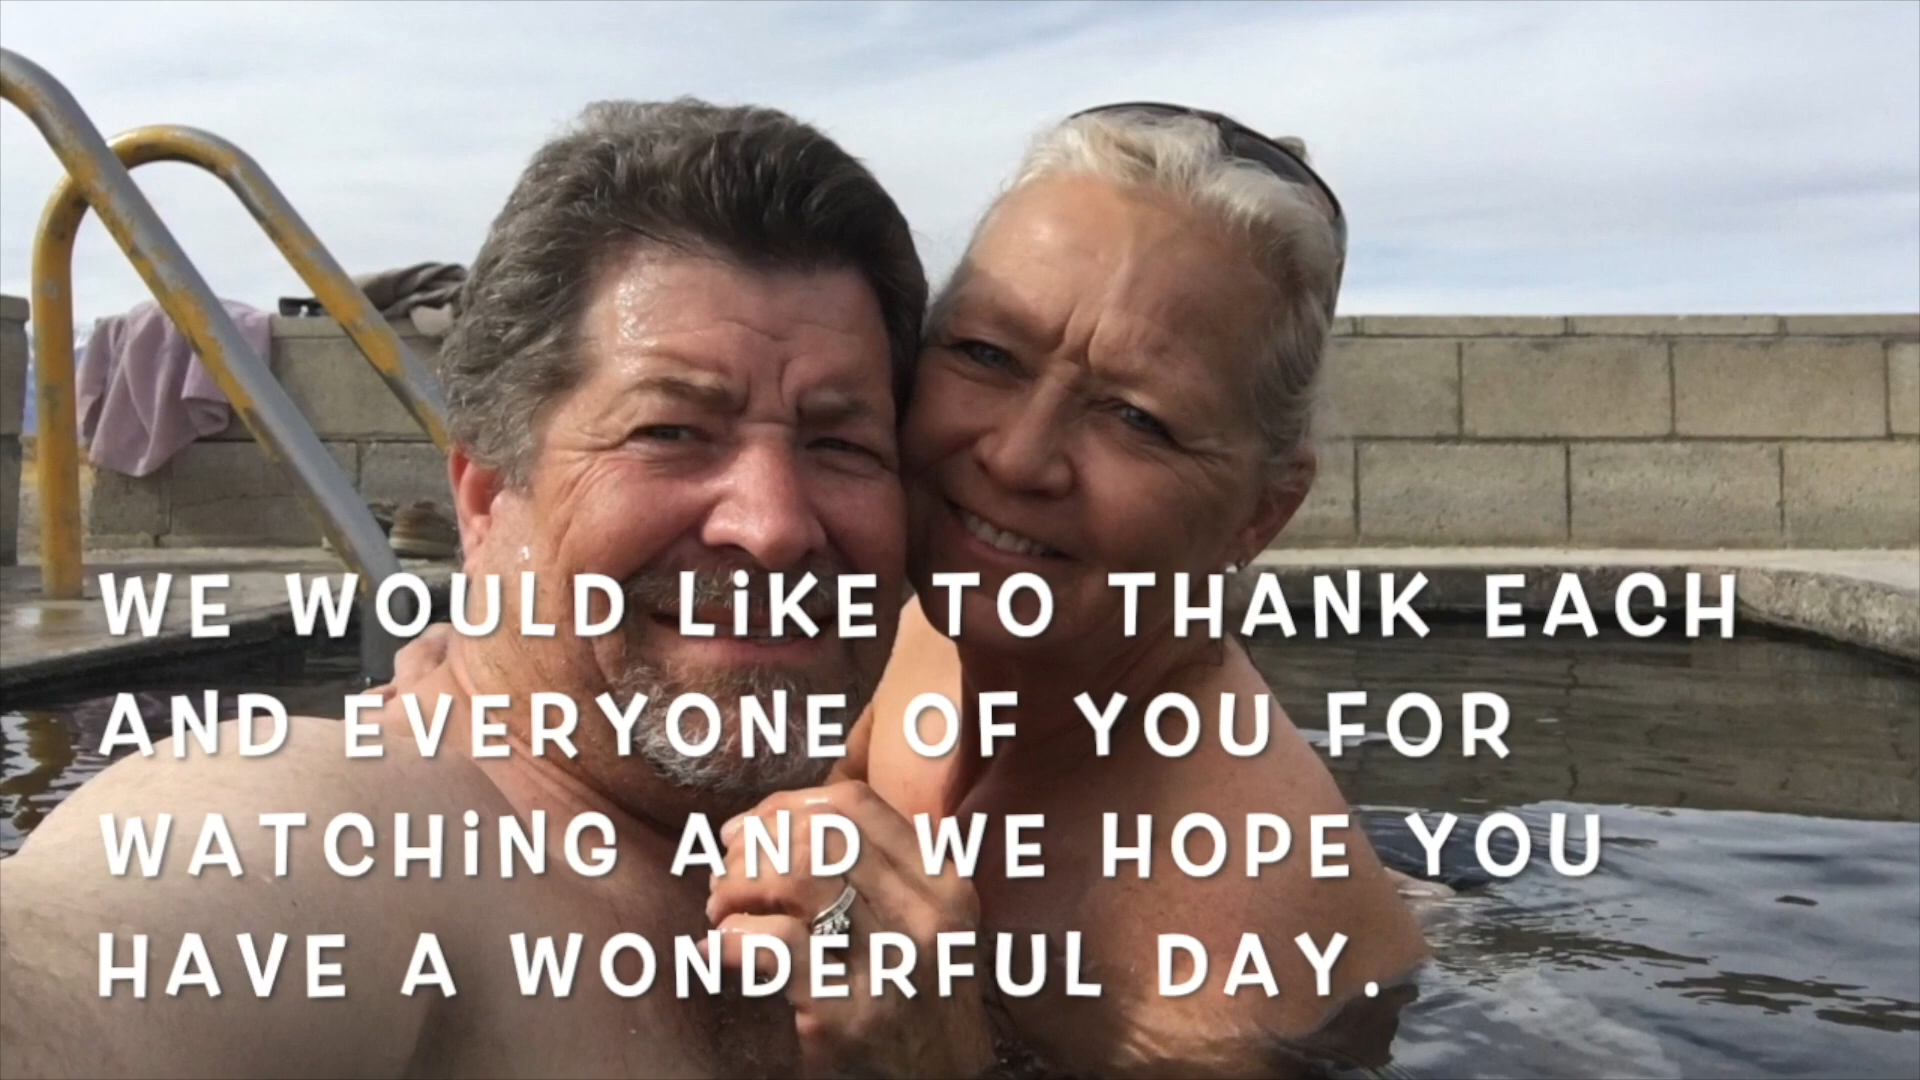 WE WOULD LiKE TO THANK EACH
AND EVERYONE OF YOU FOR
WATCHiNG AND WE HOPE YOU
HAVE A WONDERFUL DAY.